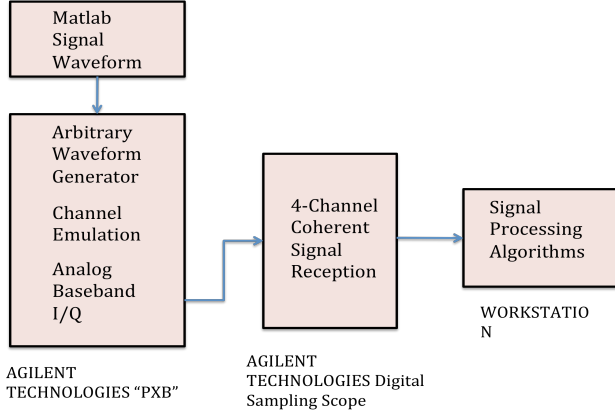 Matlab
Signal
Waveform
Arbitrary
Waveform
Generator
Channel
Emulation
Analog
Baseband
I/Q
AGILENT
TECHNOLOGIES “PXB”
4-Channel
Coherent
Signal
Reception
AGILENT
TECHNOLOGIES Digital
Sampling Scope
Signal
Processing
Algorithms
WORKSTATIO
N